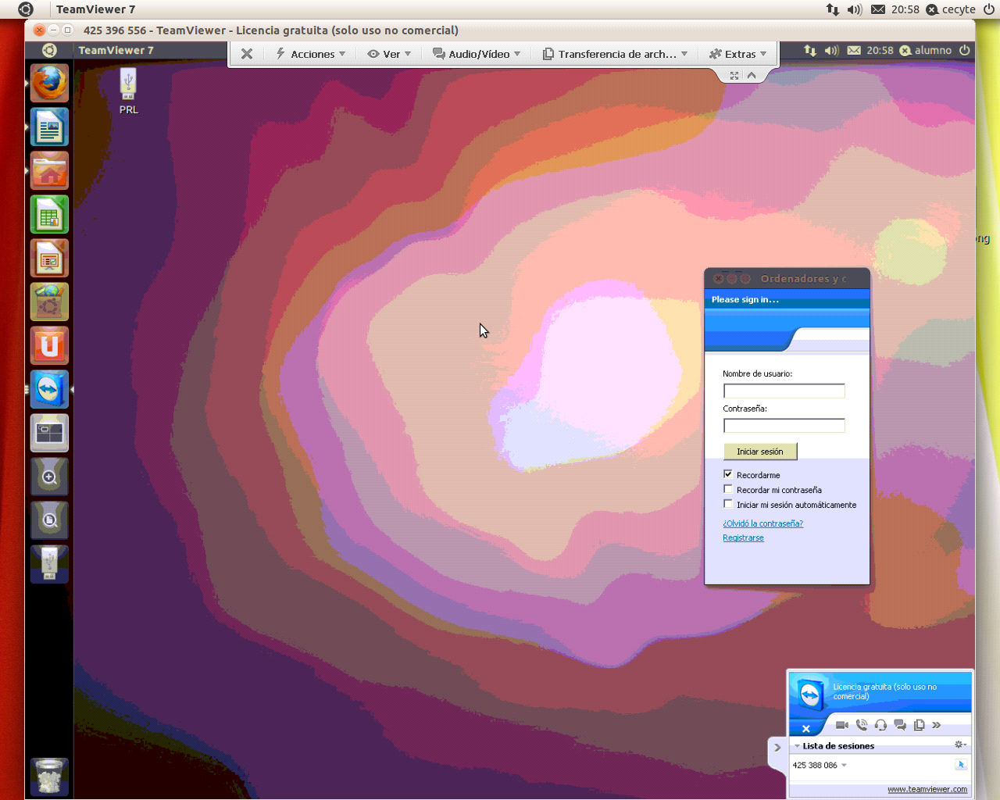 TeamViewer 7
20:58
cecyte
425 396 556 - TeamViewer - Licencia gratuita (solo uso no comercial)
TeamViewer 7
Acciones
Ver
Audio/Vídeo
Transferencia de arch...
Extras
20:58
alumno
PRL
ng
Ordenadores y c
Please sign in...
Nombre de usuario:
Contraseña:
Iniciar sesión
Recordarme
Recordar mi contraseña
Iniciar mi sesión automáticamente
¿Olvidó la contraseña?
Registrarse
Licencia gratuita (solo uso no
comercial)
Lista de sesiones
425 388 086
www.teamviewer.com